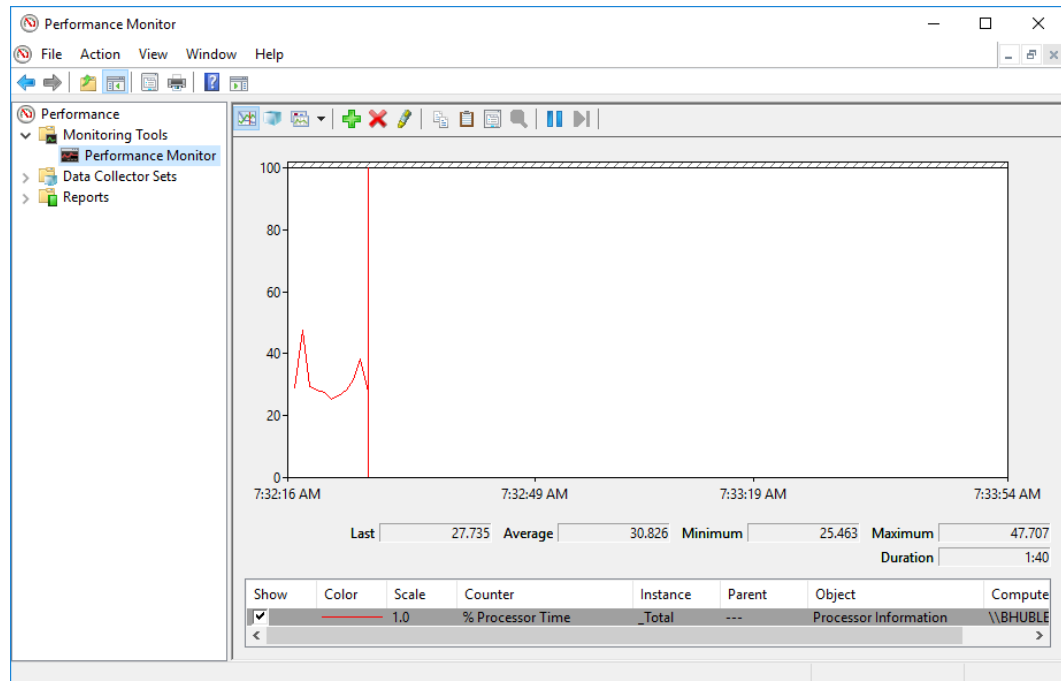 Performance Monitor
File Action View Window Help
Performance
Monitoring Tools
Performance Monitor
Data Collector Sets
Reports
100
80
60
40
20
0
7:32:16 AM 7:32:49 AM 7:33:19 AM 7:33:54 AM
Last 27.735 Average 30.826 Minimum 25.463 Maximum 47.707
Duration 1:40
Show Color Scale Counter Instance Parent Object Compute
1.0 % Processor Time _Total --- Processor Information \\BHUBLE